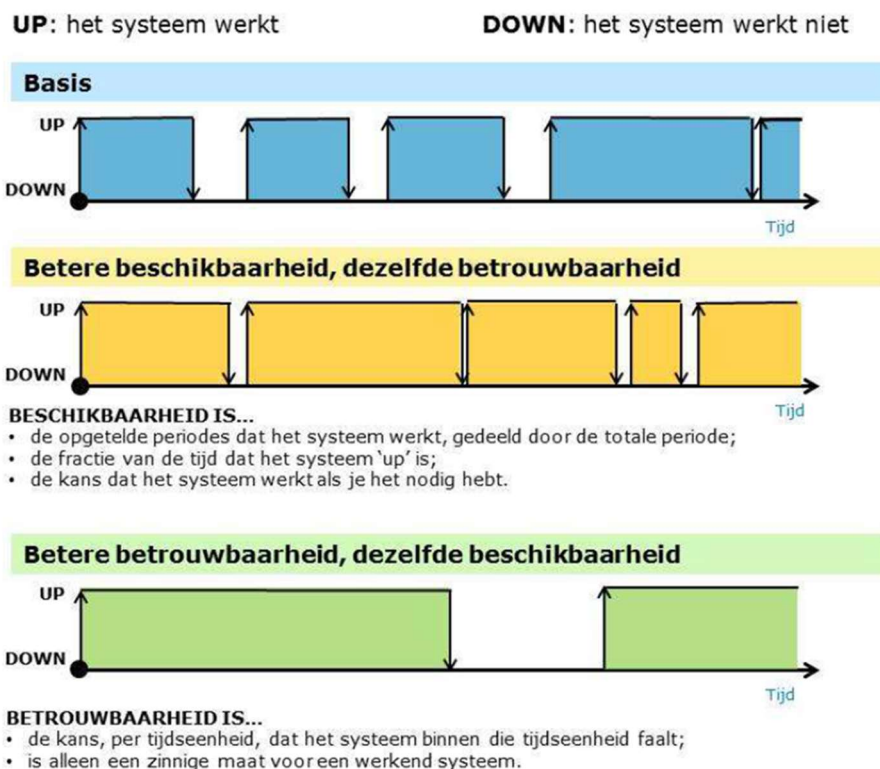 UP: het systeem werkt DOWN: het systeem werkt niet
Basis
UP
DOWN
Tijd
Betere beschikbaarheid, dezelfde betrouwbaarheid
UP
DOWN
Tijd
BESCHIKBAARHEID IS...
• de opgetelde periodes dat het systeem werkt, gedeeld door de totale periode;
• de fractie van de tijd dat het systeem 'up' is;
• de kans dat het systeem werkt als je het nodig hebt.
Betere betrouwbaarheid, dezelfde beschikbaarheid
UP
DOWN
Tijd
BETROUWBAARHEID IS...
• de kans, per tijdseenheid, dat het systeem binnen die tijdseenheid faalt;
• is alleen een zinnige maat voor een werkend systeem.